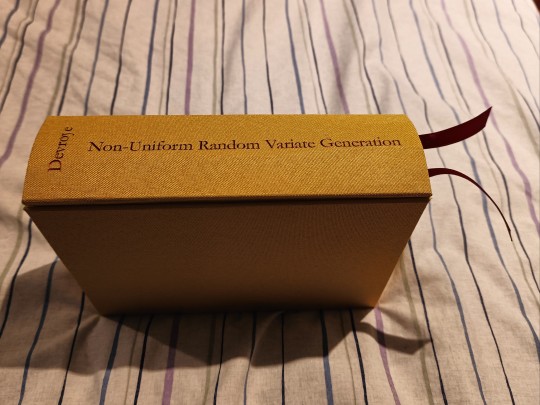 Devroye
Non-Uniform Random Variate Generation